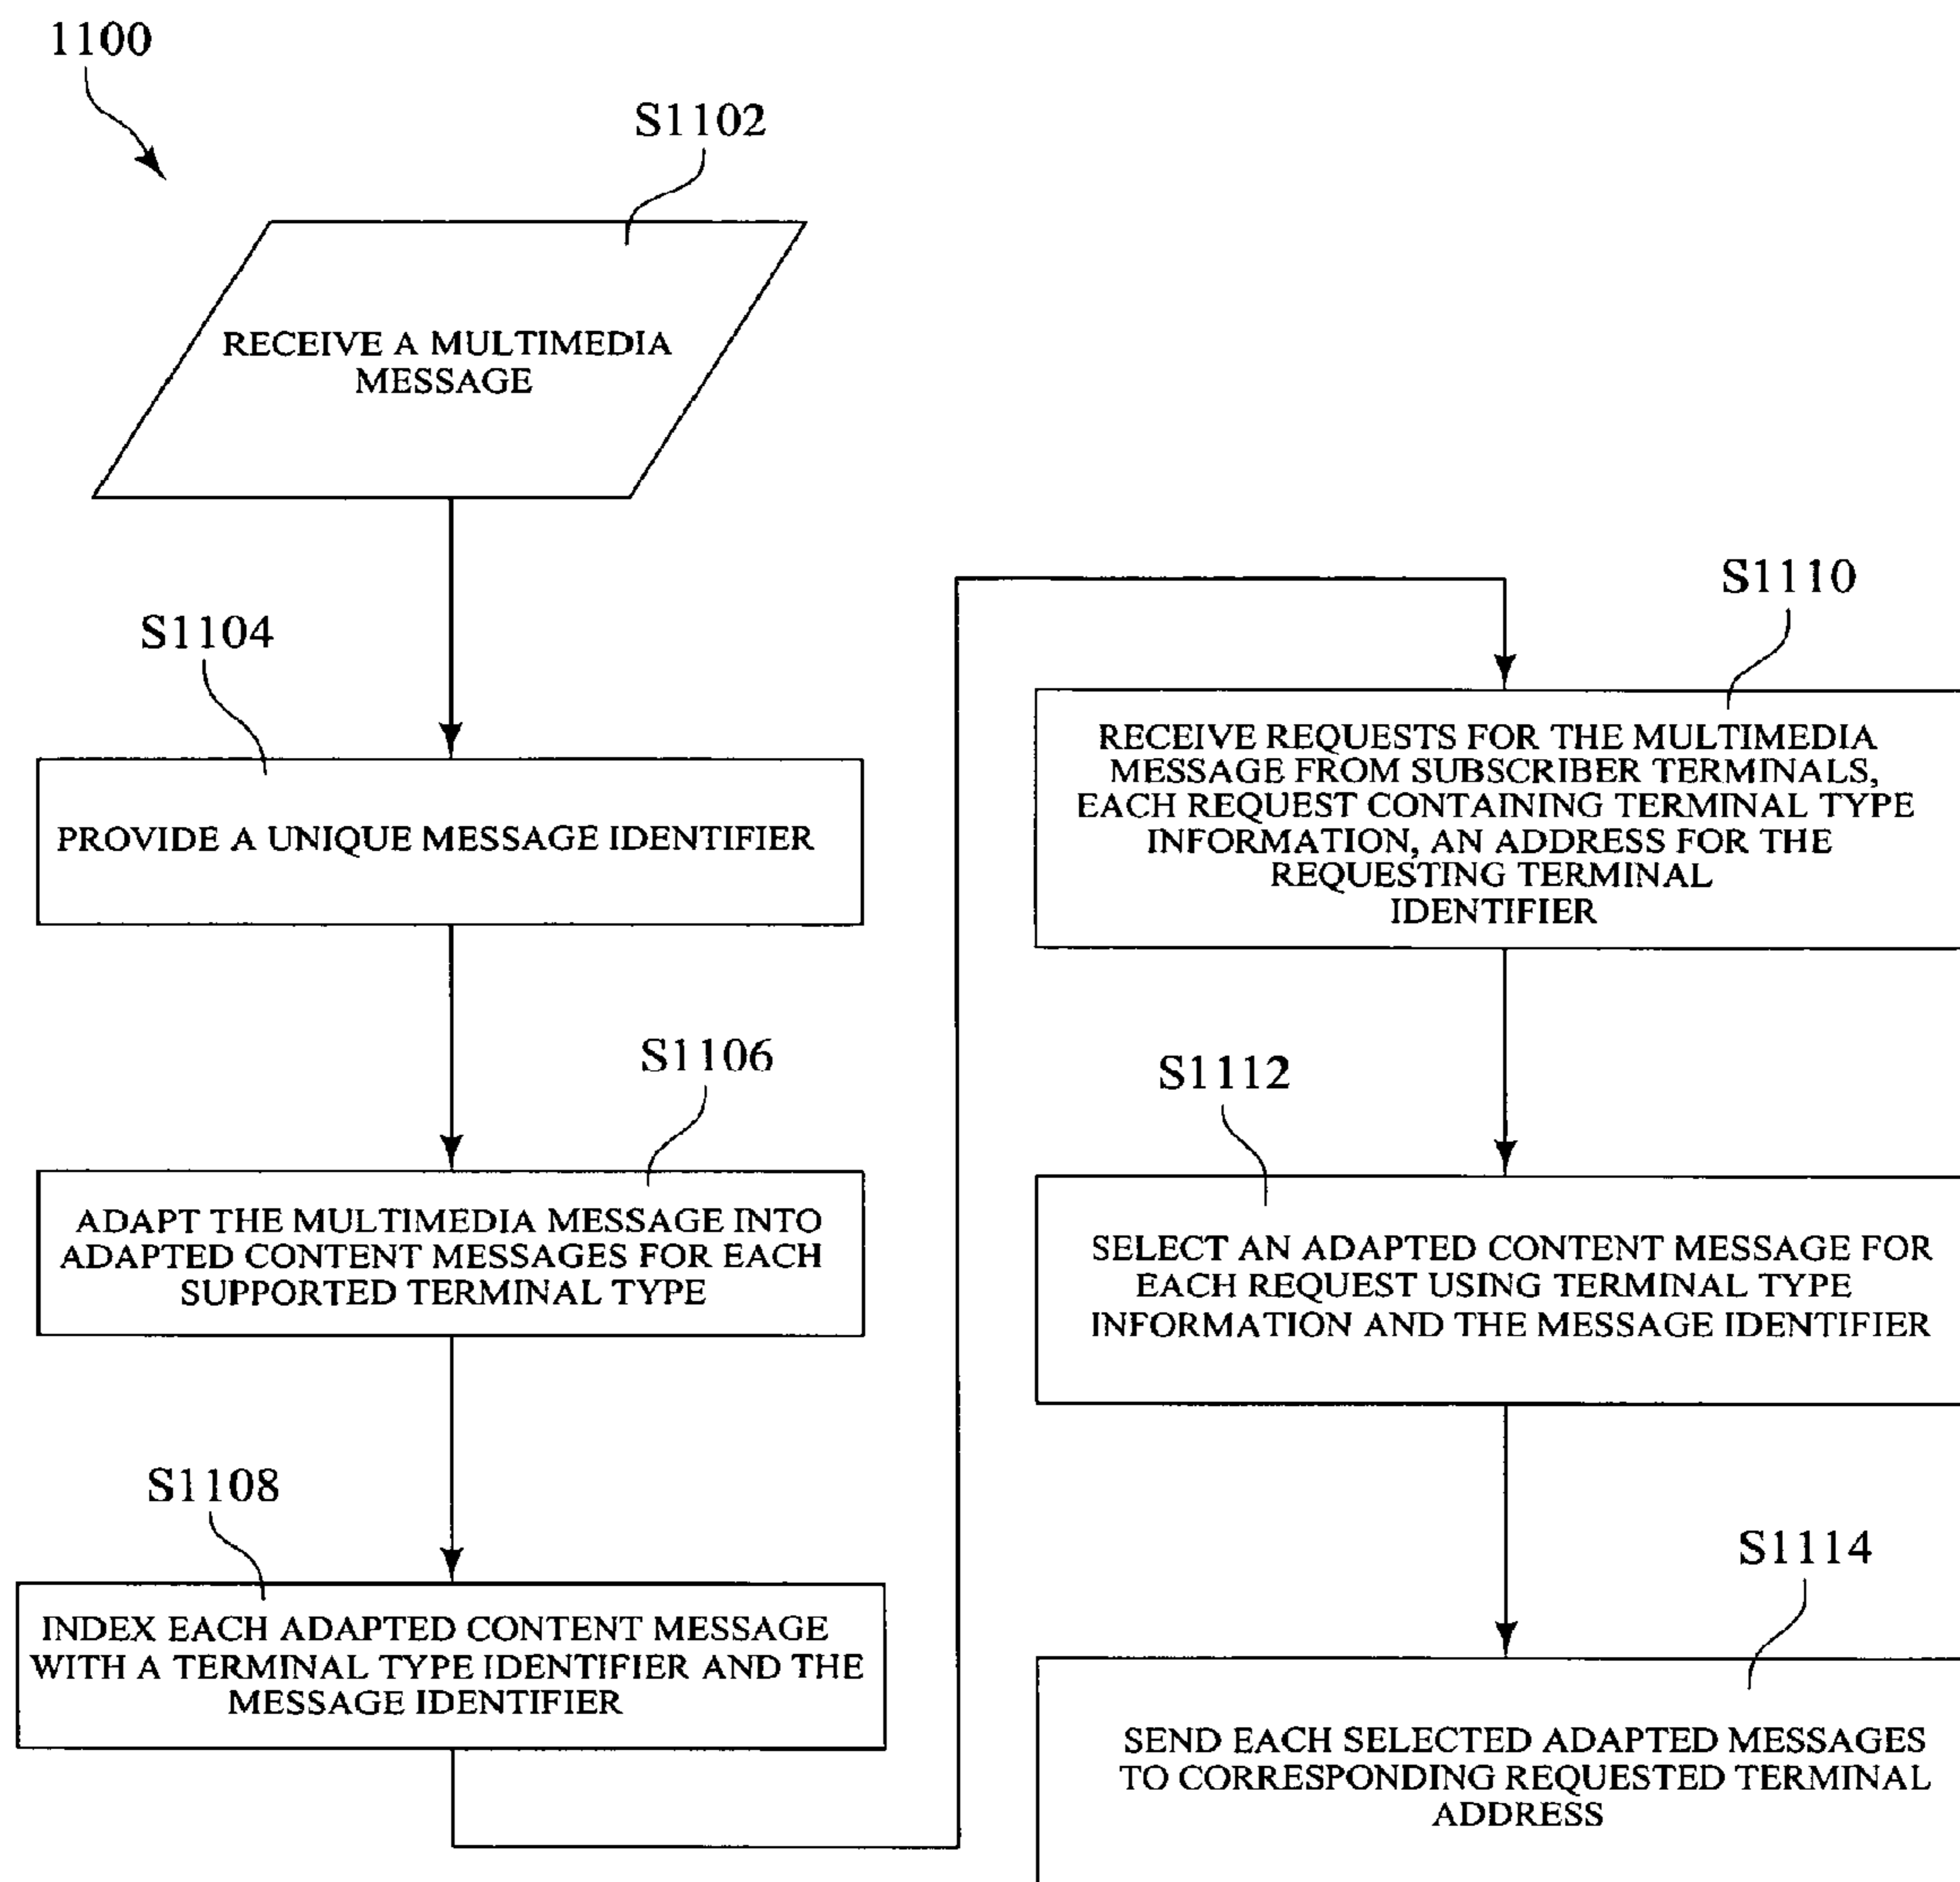 1100
S1102
RECEIVE A MULTIMEDIA
MESSAGE
S1104
PROVIDE A UNIQUE MESSAGE IDENTIFIER
S1106
ADAPT THE MULTIMEDIA MESSAGE INTO
ADAPTED CONTENT MESSAGES FOR EACH
SUPPORTED TERMINAL TYPE
S1108
INDEX EACH ADAPTED CONTENT MESSAGE
WITH A TERMINAL TYPE IDENTIFIER AND THE
MESSAGE IDENTIFIER
S1110
RECEIVE REQUESTS FOR THE MULTIMEDIA
MESSAGE FROM SUBSCRIBER TERMINALS,
EACH REQUEST CONTAINING TERMINAL TYPE
INFORMATION, AN ADDRESS FOR THE
REQUESTING TERMINAL
IDENTIFIER
S1112
SELECT AN ADAPTED CONTENT MESSAGE FOR
EACH REQUEST USING TERMINAL TYPE
INFORMATION AND THE MESSAGE IDENTIFIER
S1114
SEND EACH SELECTED ADAPTED MESSAGES
TO CORRESPONDING REQUESTED TERMINAL
ADDRESS